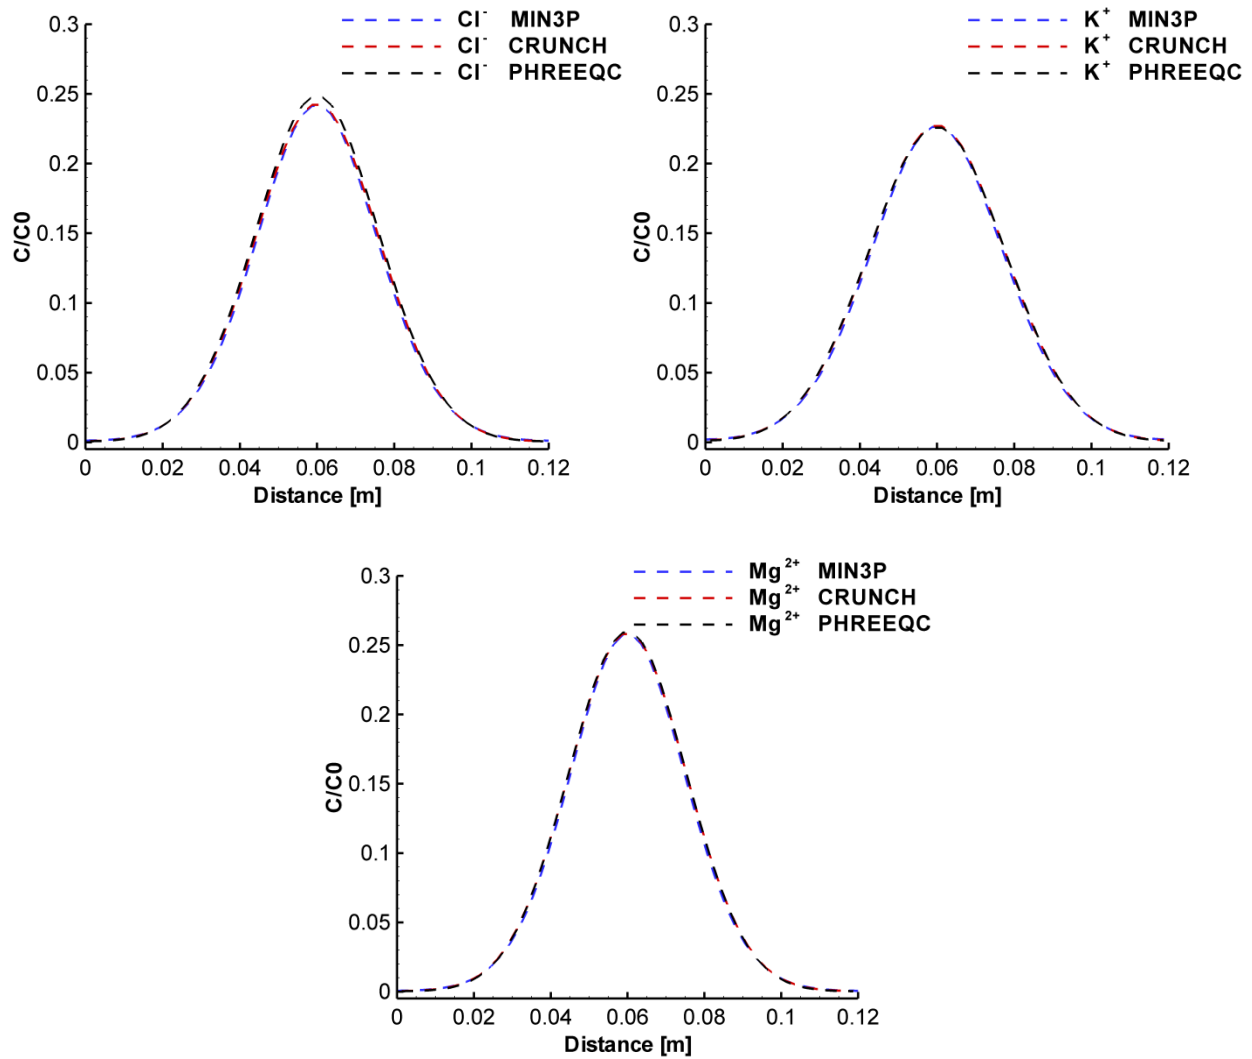 Cl⁻ MIN3P
Cl⁻ CRUNCH
Cl⁻ PHREEQC
C/C0
0.3
0.25
0.2
0.15
0.1
0.05
0
0 0.02 0.04 0.06 0.08 0.1 0.12
Distance [m]
K⁺ MIN3P
K⁺ CRUNCH
K⁺ PHREEQC
C/C0
0.3
0.25
0.2
0.15
0.1
0.05
0
0 0.02 0.04 0.06 0.08 0.1 0.12
Distance [m]
Mg²⁺ MIN3P
Mg²⁺ CRUNCH
Mg²⁺ PHREEQC
C/C0
0.3
0.25
0.2
0.15
0.1
0.05
0
0 0.02 0.04 0.06 0.08 0.1 0.12
Distance [m]